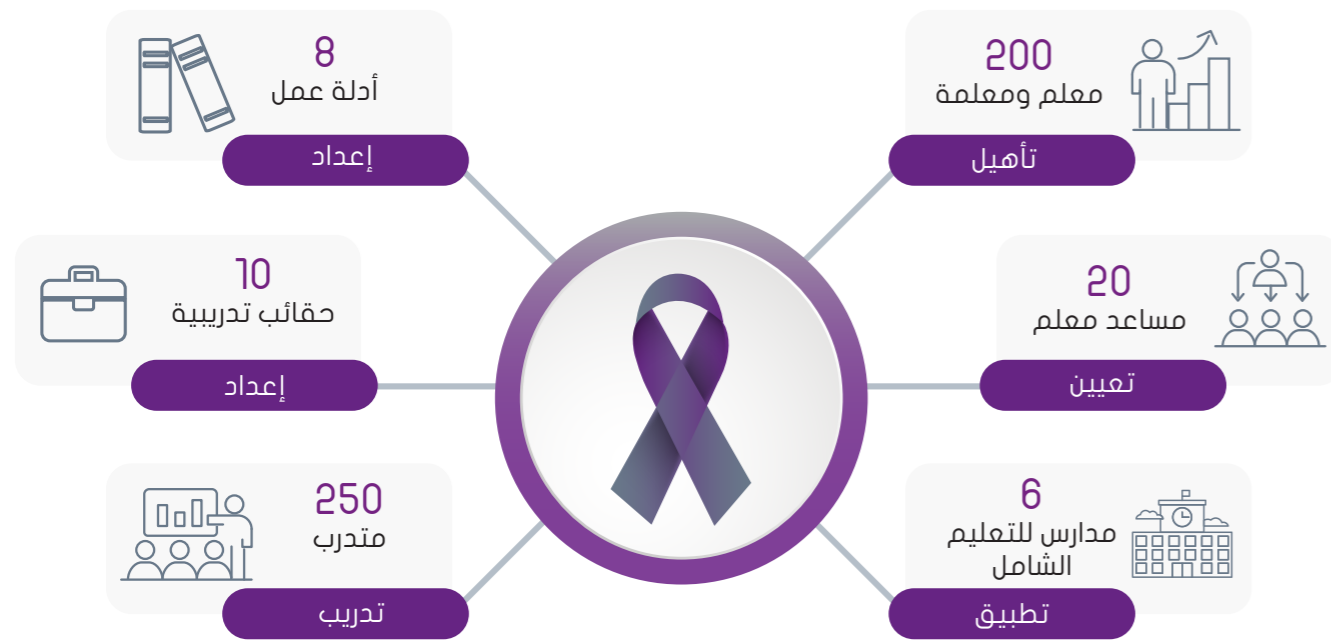 200
معلم ومعلمة
تأهيل
20
مساعد معلم
تعيين
6
مدارس للتعليم
الشامل
تطبيق
8
أدلة عمل
إعداد
10
حقائب تدريبية
إعداد
250
متدرب
تدريب